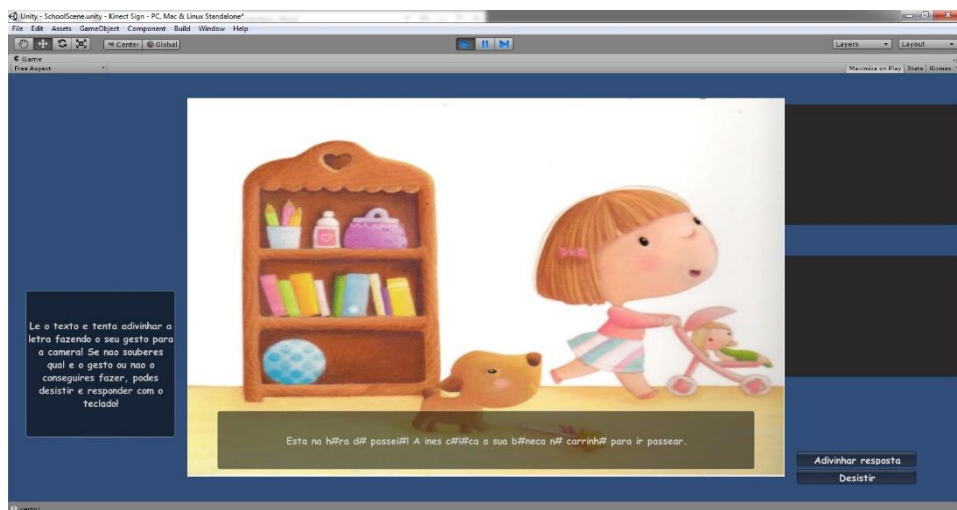 Unity - SchoolScene.unity - Kinect Sign - PC, Mac & Linux Standalone*
File Edit Assets GameObject Component Build Window Help
Center Global Layers Layout
Game
Free Aspect Maximize on Play Stats Gizmos
Le o texto e tenta adivinhar a
letra fazendo o seu gesto para
a camera! Se nao souberes
qual e o gesto ou nao o
conseguires fazer, podes
desistir e responder com o
teclado!
Esta na h#ra d# passei#! A ines c#l#ca a sua b#neca n# carrinh# para ir passear.
Adivinhar resposta
Desistir